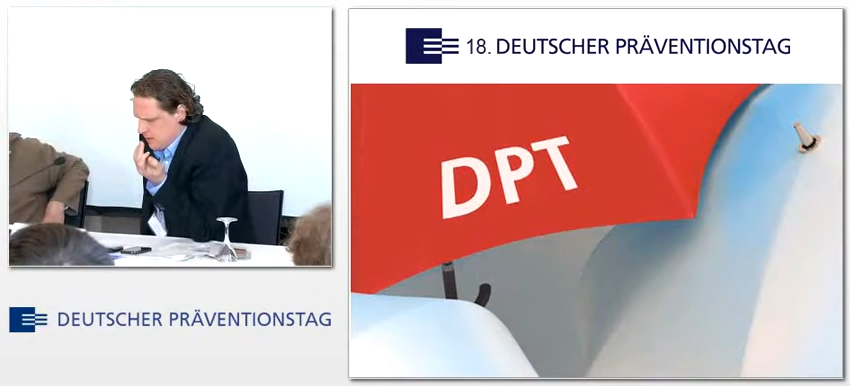 DEUTSCHER PRÄVENTIONSTAG
18. DEUTSCHER PRÄVENTIONSTAG
DPT